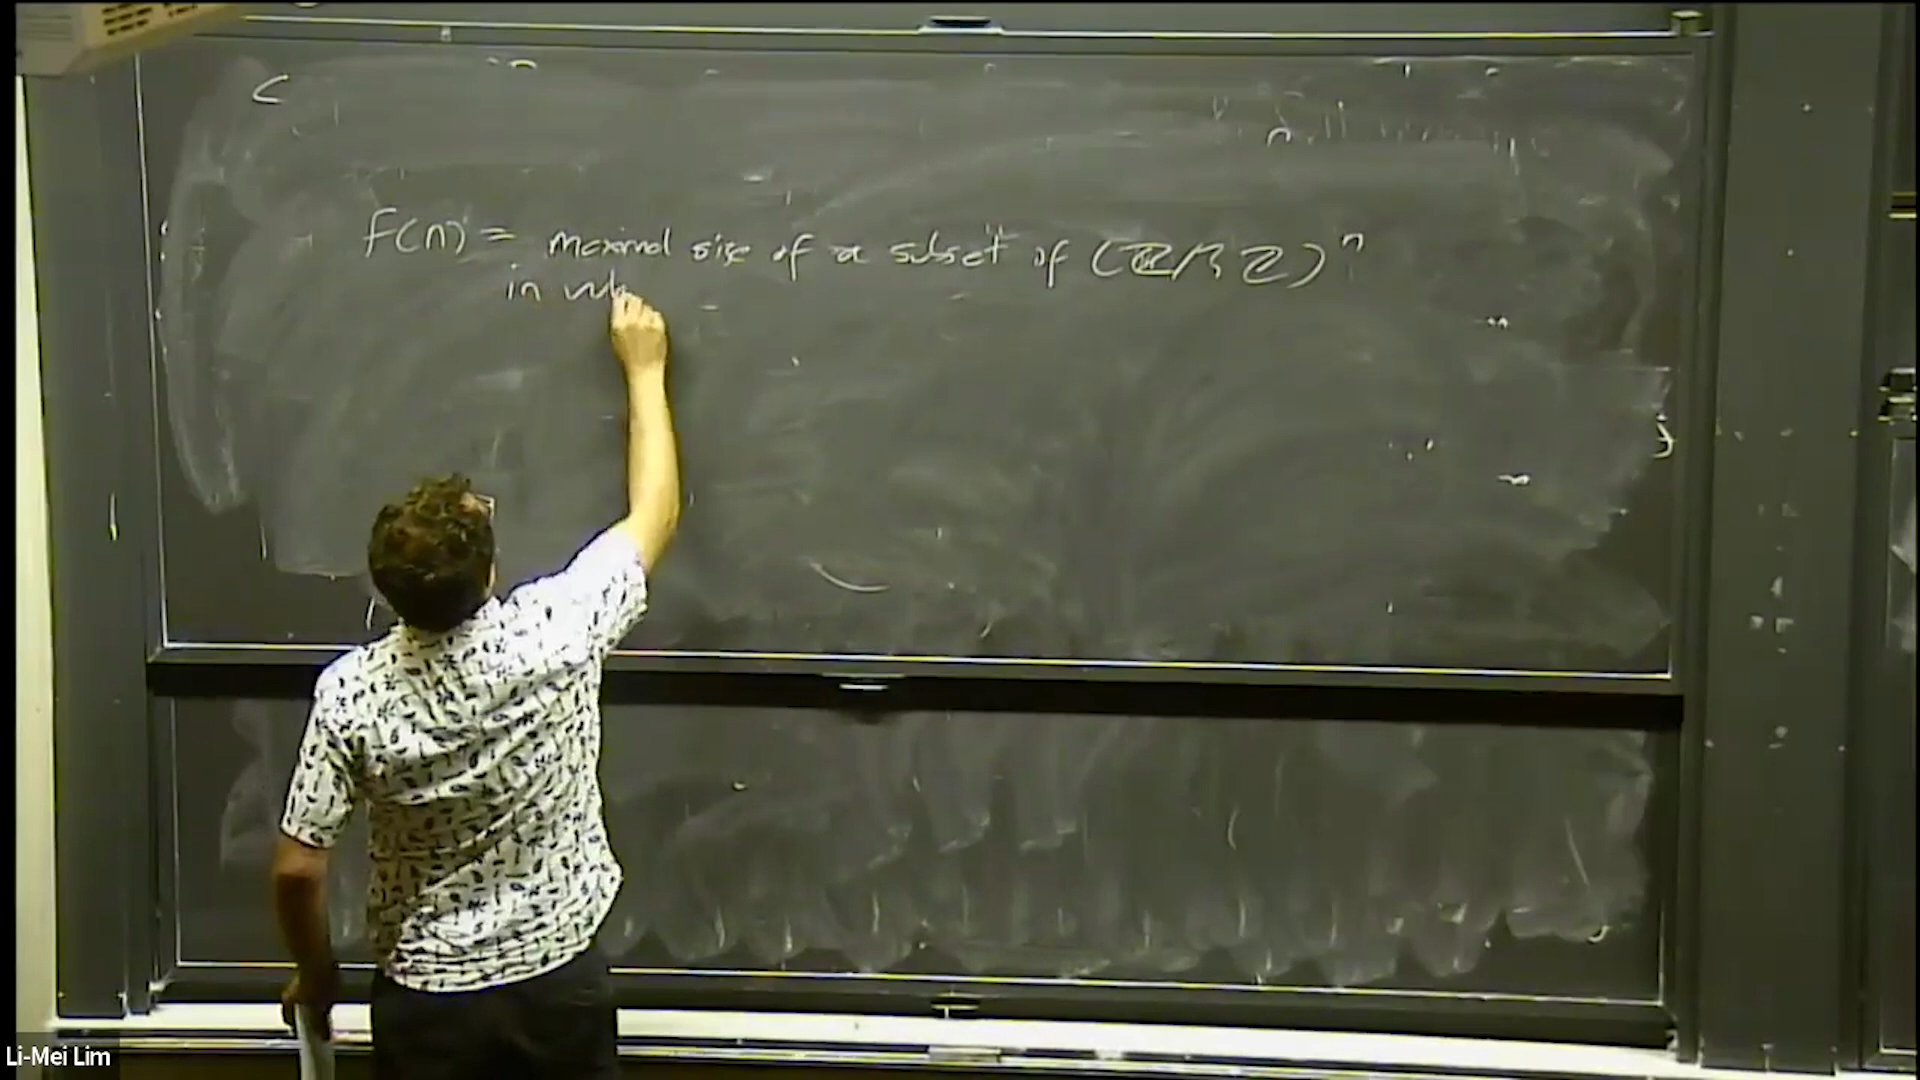 F(n) = maximal size of a subset of (ℤ/3ℤ)ⁿ
in wh
Li-Mei Lim